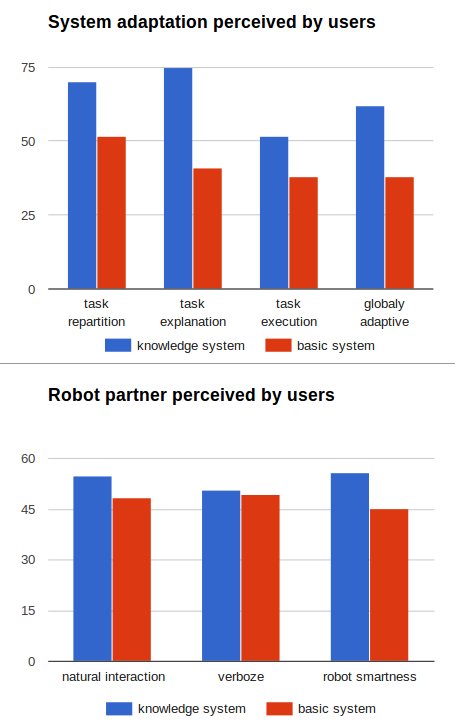 System adaptation perceived by users
75
50
25
0
task task task globaly
repartition explanation execution adaptive
knowledge system basic system
Robot partner perceived by users
60
45
30
15
0
natural interaction verboze robot smartness
knowledge system basic system